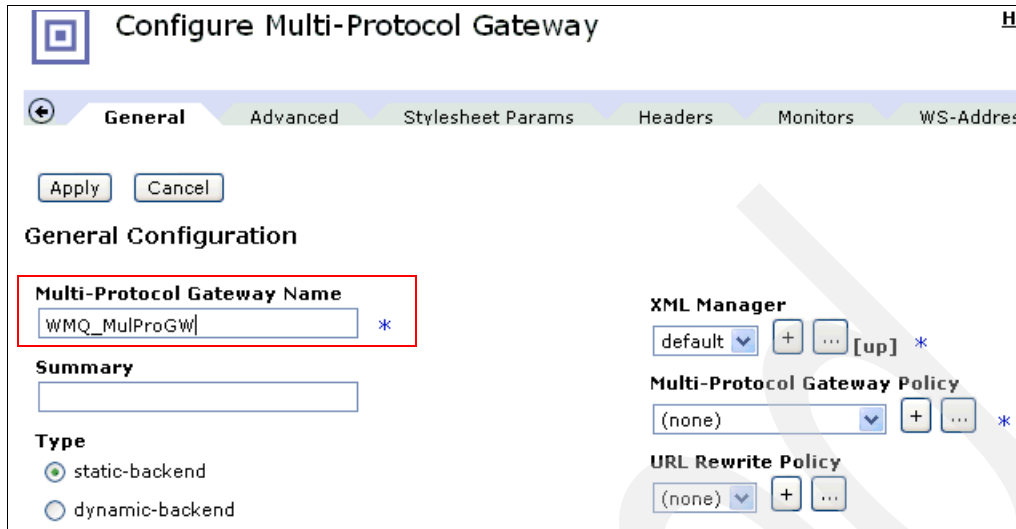 Configure Multi-Protocol Gateway
H
General Advanced Stylesheet Params Headers Monitors WS-Addres
Apply Cancel
General Configuration
Multi-Protocol Gateway Name
WMQ_MulProGW
*
Summary
Type
static-backend
dynamic-backend
XML Manager
default + ... [up] *
Multi-Protocol Gateway Policy
(none) + ... *
URL Rewrite Policy
(none) + ...